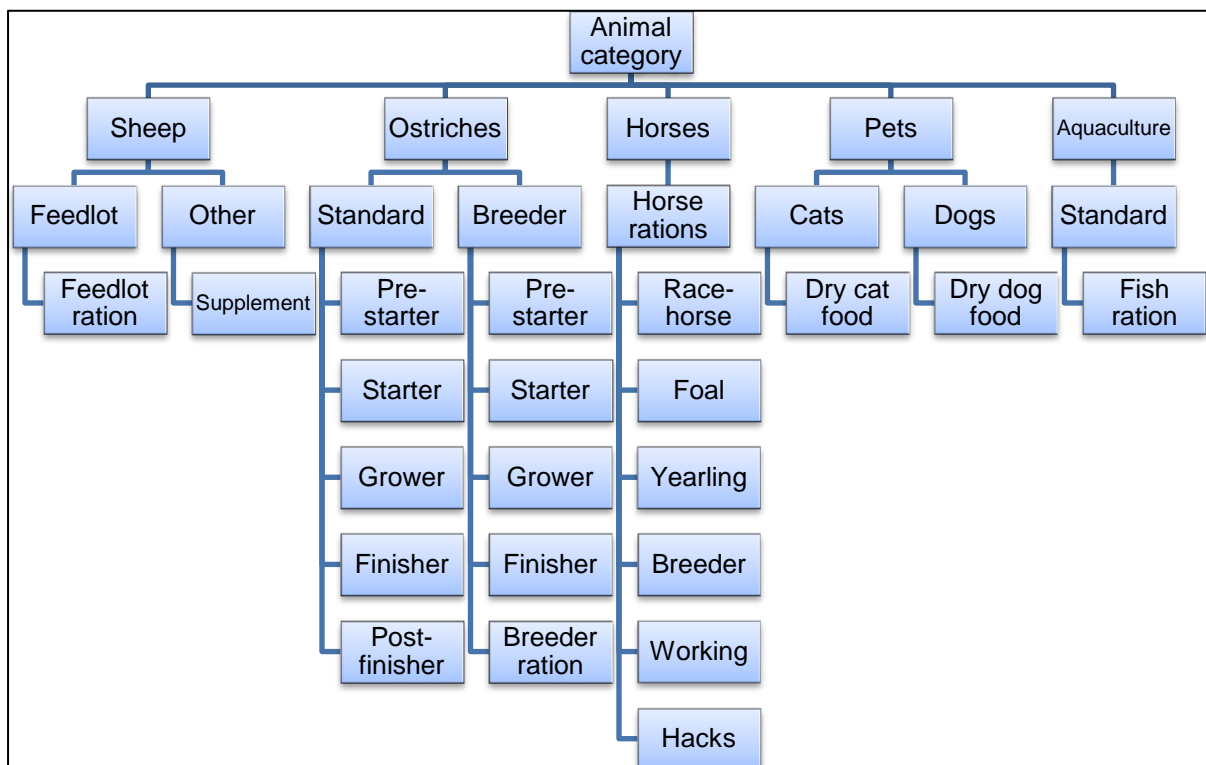 Animal
category
Sheep
Ostriches
Horses
Pets
Aquaculture
Feedlot
Other
Standard
Breeder
Horse
rations
Cats
Dogs
Standard
Feedlot
ration
Supplement
Pre-
starter
Pre-
starter
Race-
horse
Dry cat
food
Dry dog
food
Fish
ration
Starter
Starter
Foal
Grower
Grower
Yearling
Finisher
Finisher
Breeder
Post-
finisher
Breeder
ration
Working
Hacks